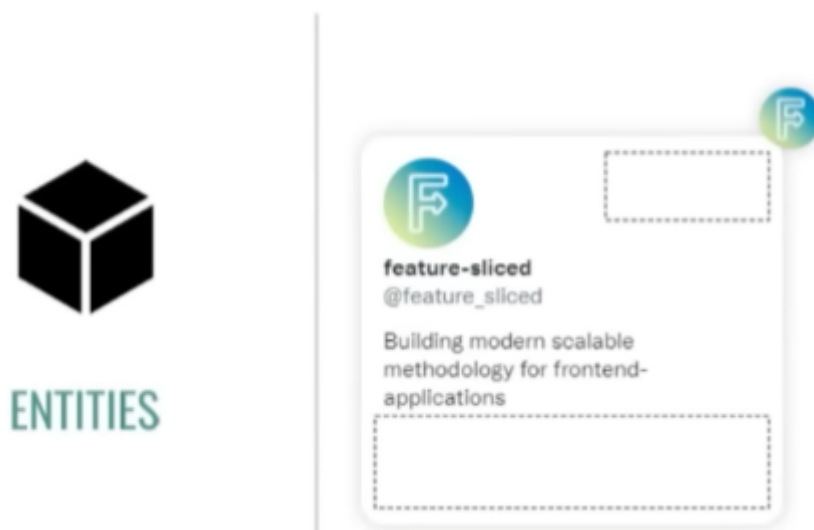 ENTITIES
feature-sliced
@feature_sliced
Building modern scalable
methodology for frontend-
applications